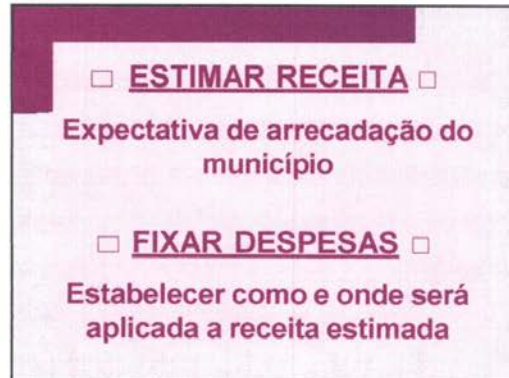 □ ESTIMAR RECEITA □
Expectativa de arrecadação do
município
□ FIXAR DESPESAS □
Estabelecer como e onde será
aplicada a receita estimada